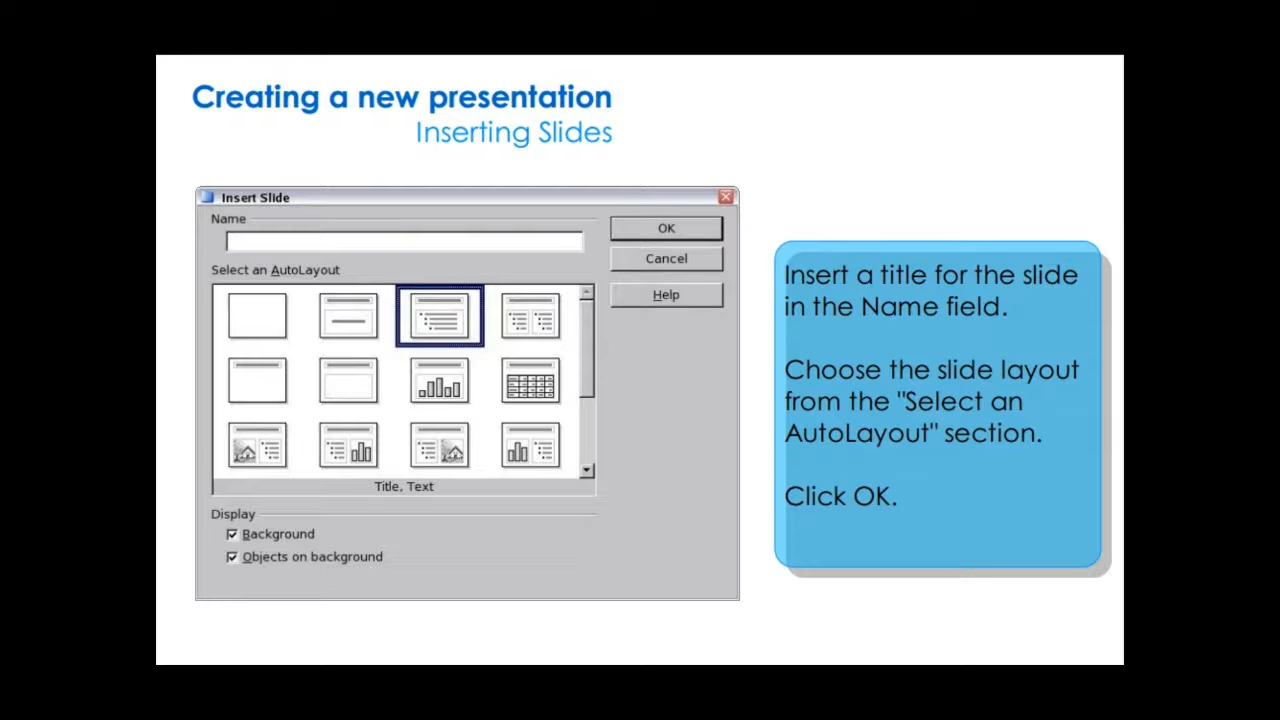 Creating a new presentation
Inserting Slides
Insert Slide
Name
OK
Cancel
Help
Select an AutoLayout
Title, Text
Display
Background
Objects on background
Insert a title for the slide
in the Name field.
Choose the slide layout
from the "Select an
AutoLayout" section.
Click OK.